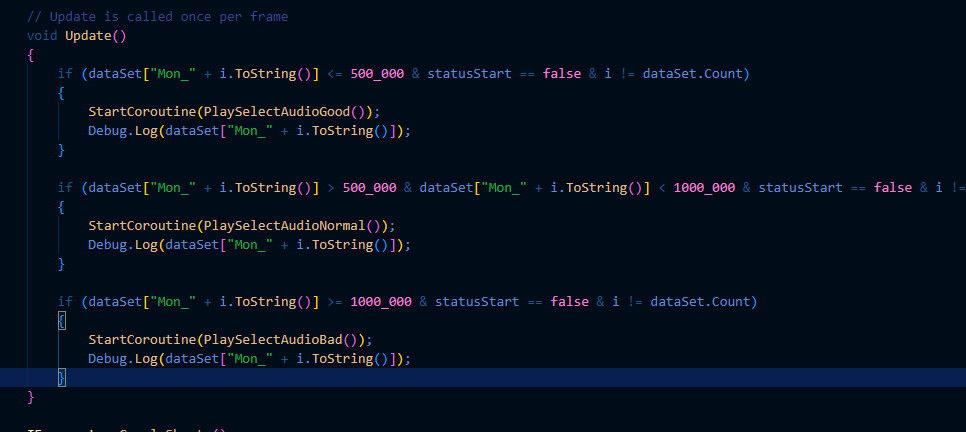 // Update is called once per frame
void Update()
{
if (dataSet["Mon_" + i.ToString()] <= 500_000 & statusStart == false & i != dataSet.Count)
{
StartCoroutine(PlaySelectAudioGood());
Debug.Log(dataSet["Mon_" + i.ToString()]);
}
if (dataSet["Mon_" + i.ToString()] > 500_000 & dataSet["Mon_" + i.ToString()] < 1000_000 & statusStart == false & i !=
{
StartCoroutine(PlaySelectAudioNormal());
Debug.Log(dataSet["Mon_" + i.ToString()]);
}
if (dataSet["Mon_" + i.ToString()] >= 1000_000 & statusStart == false & i != dataSet.Count)
{
StartCoroutine(PlaySelectAudioBad());
Debug.Log(dataSet["Mon_" + i.ToString()]);
}
}